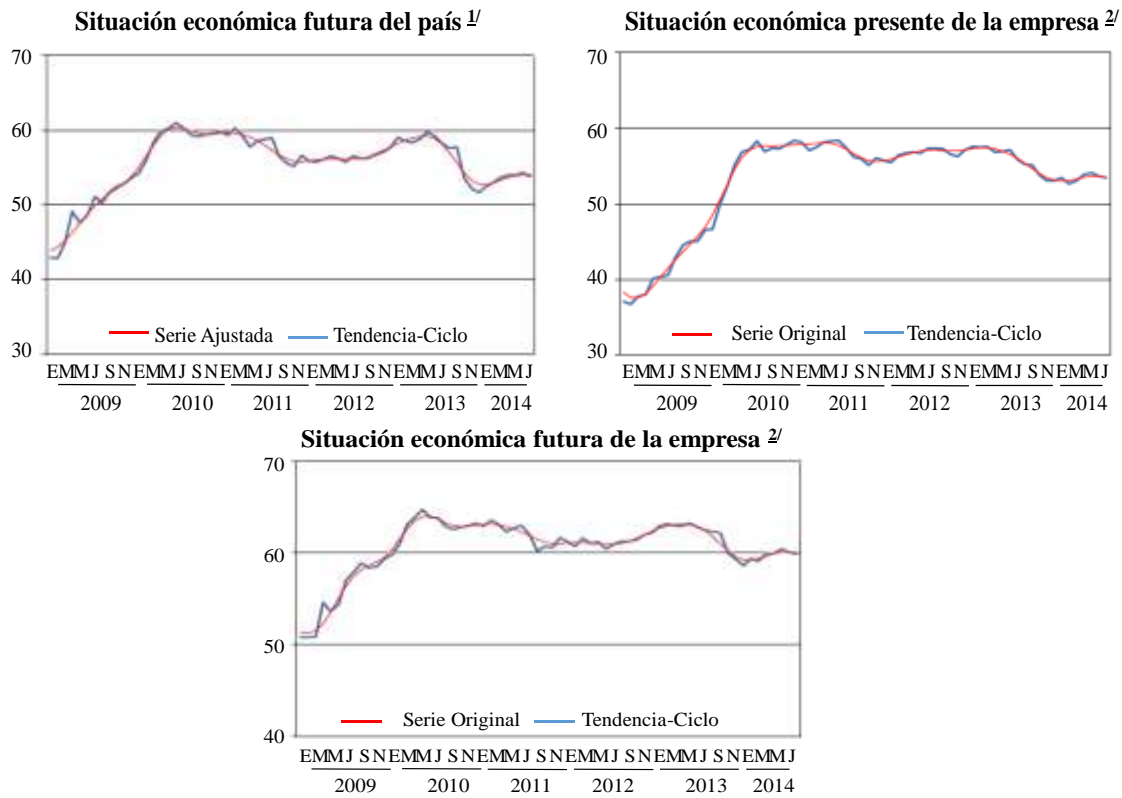 Situación económica futura del país 1/
70
60
50
40
30
Serie Ajustada Tendencia-Ciclo
EMMJ SNEMMJ SNEMMJ SNEMMJ SNEMMJ SNEMMJ
2009 2010 2011 2012 2013 2014
Situación económica presente de la empresa 2/
70
60
50
40
30
Serie Original Tendencia-Ciclo
EMMJ SNEMMJ SNEMMJ SNEMMJ SNEMMJ SNEMMJ
2009 2010 2011 2012 2013 2014
Situación económica futura de la empresa 2/
70
60
50
40
Serie Original Tendencia-Ciclo
EMMJ SNEMMJ SNEMMJ SNEMMJ SNEMMJ SNEMMJ
2009 2010 2011 2012 2013 2014